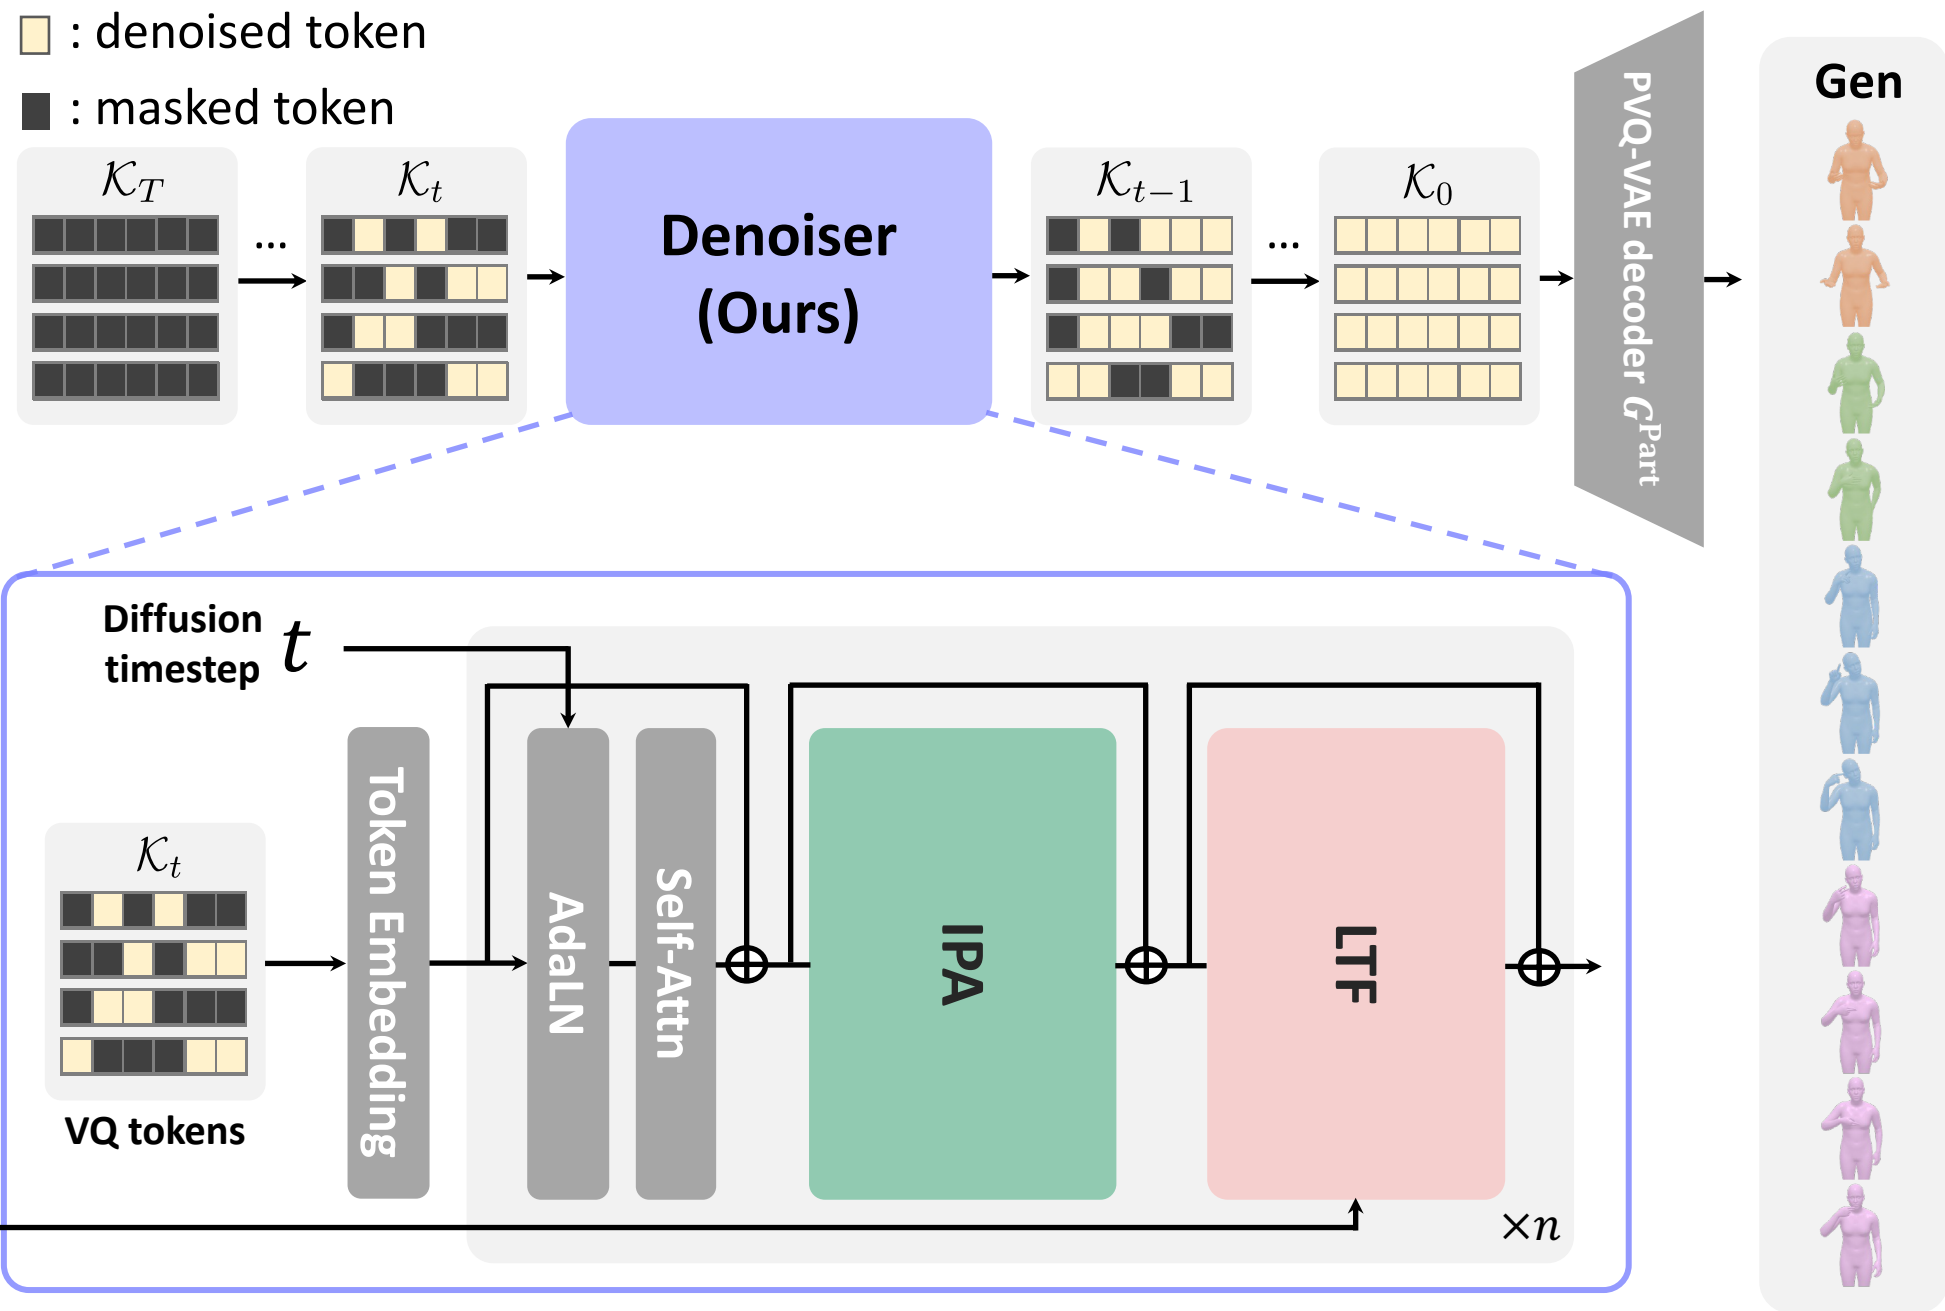 : denoised token
: masked token
𝒦_T
...
𝒦_t
Denoiser
(Ours)
𝒦_{t−1}
...
𝒦_0
PVQ-VAE decoder G^Part
Gen
Diffusion
timestep t
𝒦_t
VQ tokens
Token Embedding
AdaLN
Self-Attn
IPA
LTF
×n